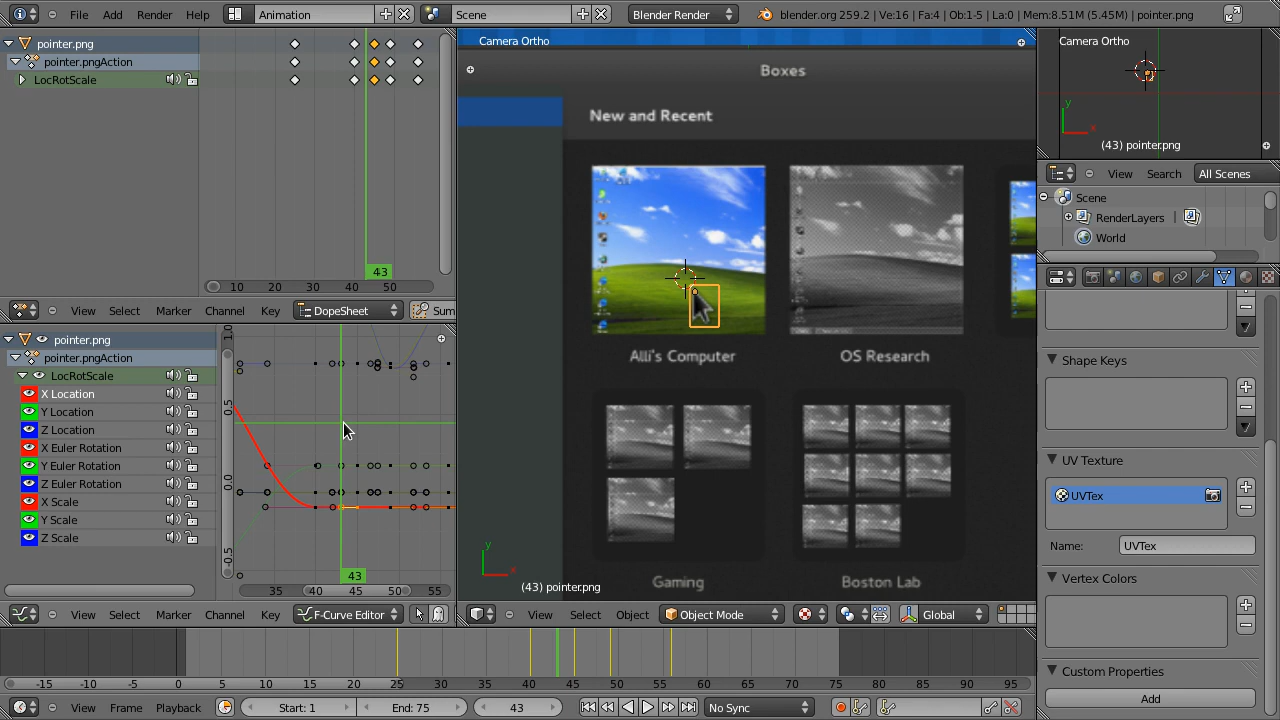 File Add Render Help Animation Scene Blender Render blender.org 259.2 | Ve:16 | Fa:4 | Ob:1-5 | La:0 | Mem:8.51M (5.45M) | pointer.png
pointer.png
pointer.pngAction
LocRotScale
43
10 20 30 40 50
View Select Marker Channel Key DopeSheet Sum
pointer.png
pointer.pngAction
LocRotScale
X Location
Y Location
Z Location
X Euler Rotation
Y Euler Rotation
Z Euler Rotation
X Scale
Y Scale
Z Scale
1.0
0.5
0.0
-0.5
43
35 40 45 50 55
View Select Marker Channel Key F-Curve Editor
Camera Ortho
Boxes
New and Recent
Alli's Computer OS Research
Gaming Boston Lab
y
x
(43) pointer.png
View Select Object Object Mode Global
Camera Ortho
y
x
(43) pointer.png
View Search All Scenes
Scene
RenderLayers |
World
Shape Keys
UV Texture
UVTex
Name: UVTex
Vertex Colors
Custom Properties
Add
-15 -10 -5 0 5 10 15 20 25 30 35 40 45 50 55 60 65 70 75 80 85 90 95
View Frame Playback Start: 1 End: 75 43 No Sync